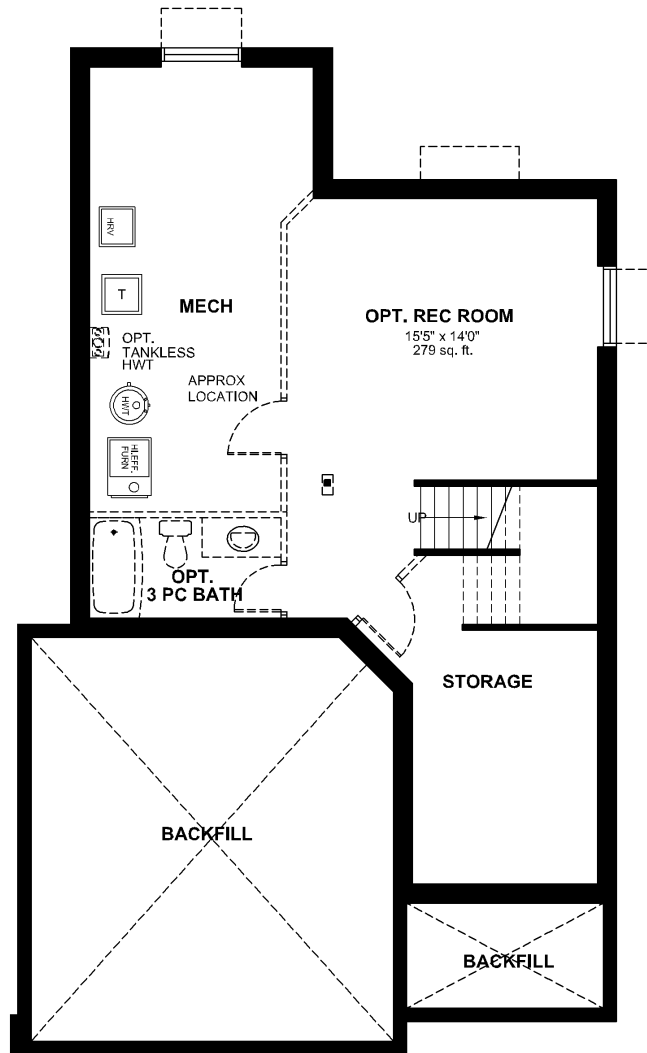 HRV
T
MECH
OPT. REC ROOM
15'5" x 14'0"
279 sq. ft.
OPT.
TANKLESS
HWT
APPROX
LOCATION
HWT
HI.EFF.
FURN
UP
OPT.
3 PC BATH
STORAGE
BACKFILL
BACKFILL